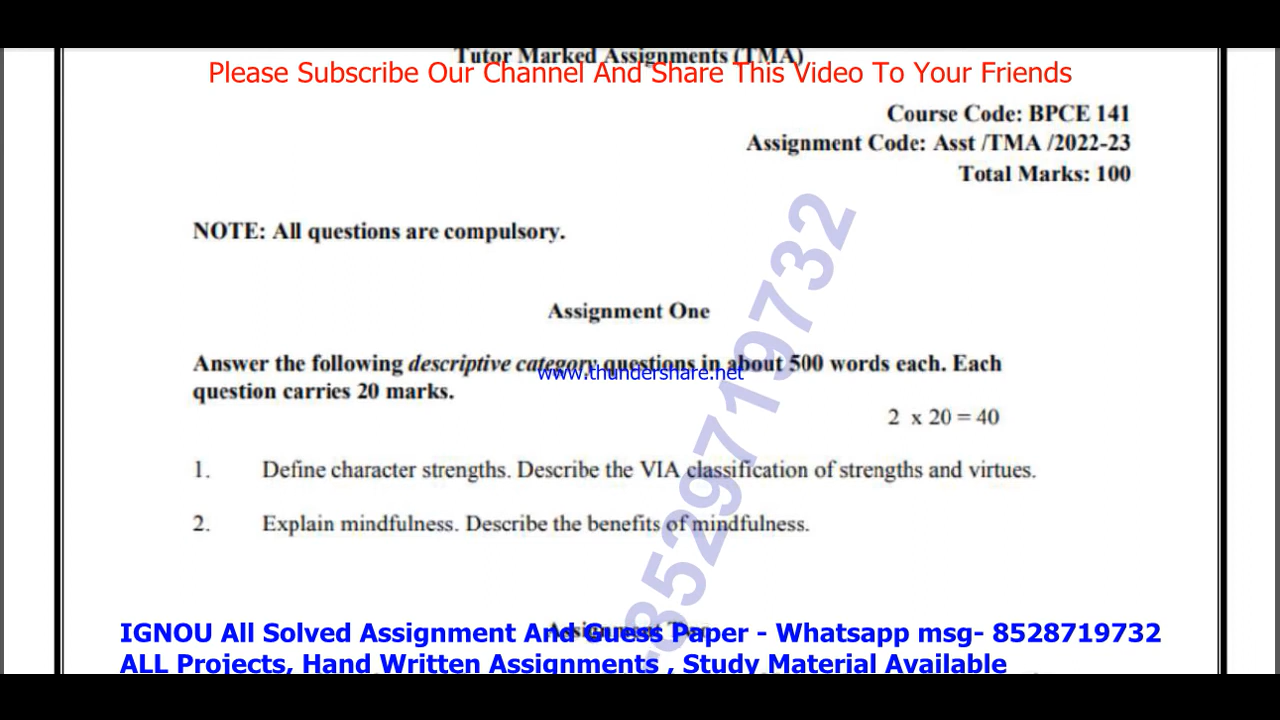 Tutor Marked Assignments (TMA)
Please Subscribe Our Channel And Share This Video To Your Friends
Course Code: BPCE 141
Assignment Code: Asst /TMA /2022-23
Total Marks: 100
NOTE: All questions are compulsory.
Assignment One
Answer the following descriptive category questions in about 500 words each. Each
www.thundershare.net
question carries 20 marks.
2 x 20 = 40
1. Define character strengths. Describe the VIA classification of strengths and virtues.
2. Explain mindfulness. Describe the benefits of mindfulness.
8529719732
IGNOU All Solved Assignment And Guess Paper - Whatsapp msg- 8528719732
ALL Projects, Hand Written Assignments , Study Material Available